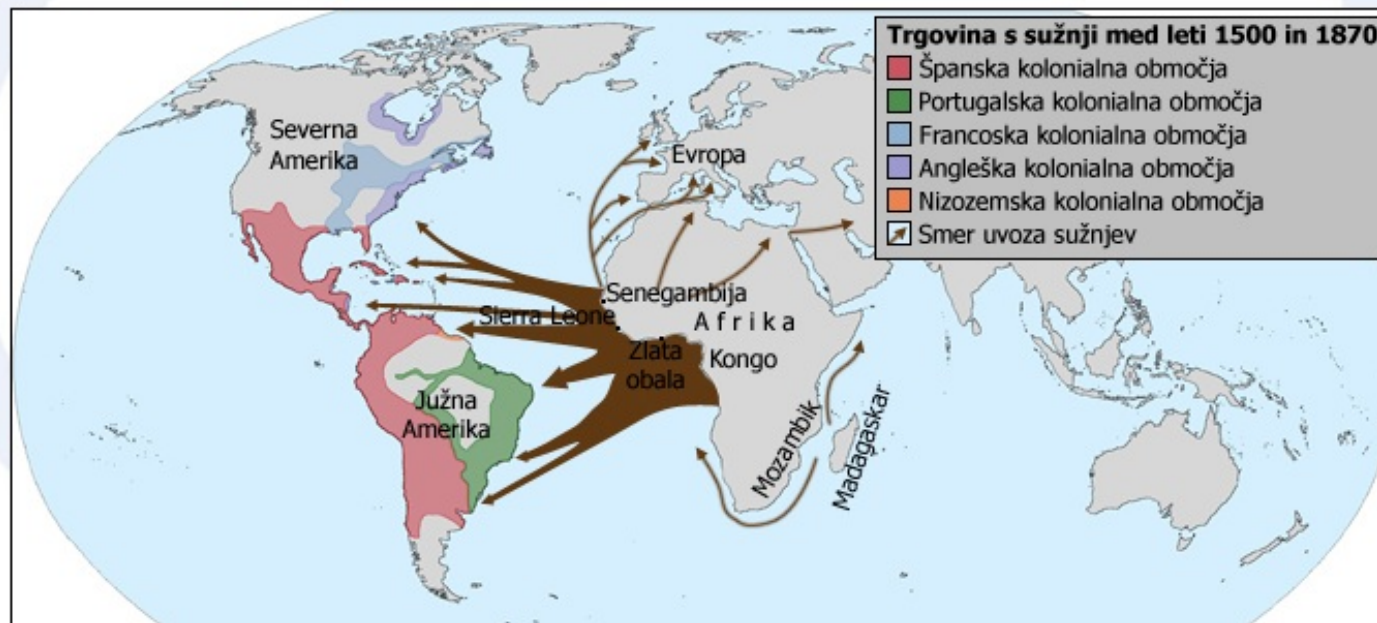 Trgovina s sužnji med leti 1500 in 1870
Španska kolonialna območja
Portugalska kolonialna območja
Francoska kolonialna območja
Angleška kolonialna območja
Nizozemska kolonialna območja
Smer uvoza sužnjev
Severna
Amerika
Evropa
Senegambija
Sierra Leone
Afrika
Zlata
obala
Kongo
Južna
Amerika
Mozambik
Madagaskar